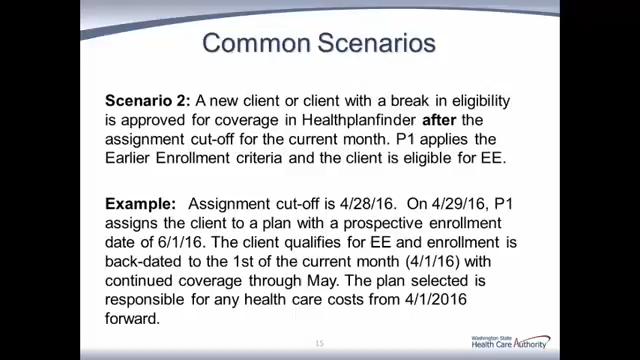 Common Scenarios
Scenario 2: A new client or client with a break in eligibility
is approved for coverage in Healthplanfinder after the
assignment cut-off for the current month. P1 applies the
Earlier Enrollment criteria and the client is eligible for EE.
Example: Assignment cut-off is 4/28/16. On 4/29/16, P1
assigns the client to a plan with a prospective enrollment
date of 6/1/16. The client qualifies for EE and enrollment is
back-dated to the 1st of the current month (4/1/16) with
continued coverage through May. The plan selected is
responsible for any health care costs from 4/1/2016
forward.
15
Washington State
Health Care Authority